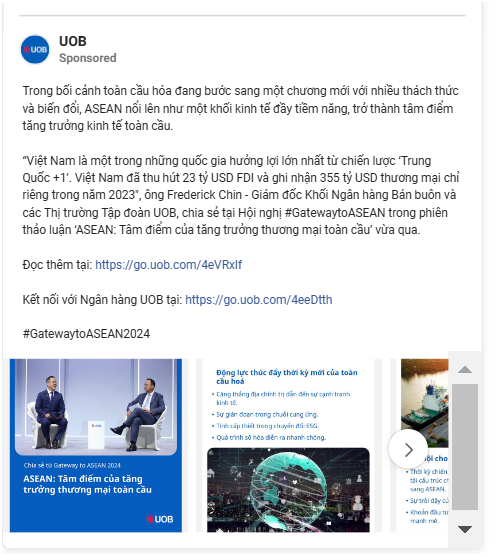 UOB
UOB
Sponsored
Trong bối cảnh toàn cầu hóa đang bước sang một chương mới với nhiều thách thức
và biến đổi, ASEAN nổi lên như một khối kinh tế đầy tiềm năng, trở thành tâm điểm
tăng trưởng kinh tế toàn cầu.
“Việt Nam là một trong những quốc gia hưởng lợi lớn nhất từ chiến lược ‘Trung
Quốc +1’. Việt Nam đã thu hút 23 tỷ USD FDI và ghi nhận 355 tỷ USD thương mại chỉ
riêng trong năm 2023", ông Frederick Chin - Giám đốc Khối Ngân hàng Bán buôn và
các Thị trường Tập đoàn UOB, chia sẻ tại Hội nghị #GatewaytoASEAN trong phiên
thảo luận ‘ASEAN: Tâm điểm của tăng trưởng thương mại toàn cầu’ vừa qua.
Đọc thêm tại: https://go.uob.com/4eVRxIf
Kết nối với Ngân hàng UOB tại: https://go.uob.com/4eeDtth
#GatewaytoASEAN2024
UOB
Chia sẻ từ Gateway to ASEAN 2024
ASEAN: Tâm điểm của tăng
trưởng thương mại toàn cầu
UOB
Động lực thúc đẩy thời kỳ mới của toàn
cầu hoá
• Căng thẳng địa chính trị dẫn đến sự cạnh tranh
kinh tế.
• Sự gián đoạn trong chuỗi cung ứng.
• Tính cấp thiết trong chuyển đổi ESG.
• Quá trình số hóa diễn ra nhanh chóng.
hội cho
• Thời kỳ chiến
tái cấu trúc ch
sang ASEAN.
• Sự trỗi dậy củ
• Khoản đầu tư
mạnh mẽ.